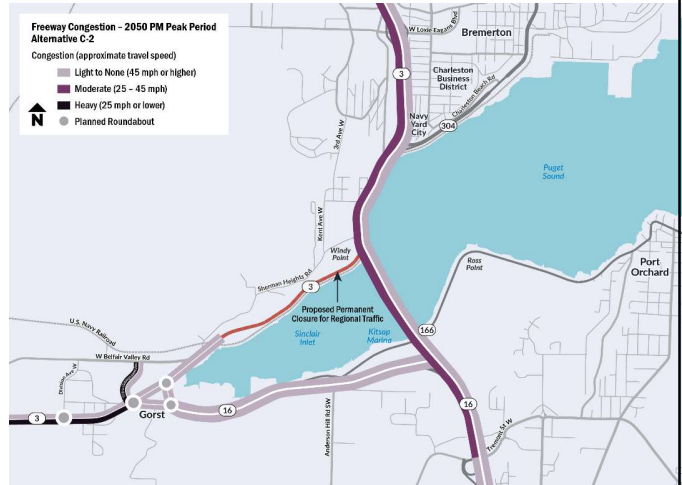 Freeway Congestion – 2050 PM Peak Period
Alternative C-2
Congestion (approximate travel speed)
Light to None (45 mph or higher)
Moderate (25 – 45 mph)
Heavy (25 mph or lower)
Planned Roundabout
N
W Loxie Eagans Blvd
Bremerton
3
Charleston
Business
District
Charleston Beach Rd
Navy
Yard
City
304
3rd Ave W
Puget
Sound
Kent Ave W
Windy
Point
Ross
Point
Port
Orchard
Sherman Heights Rd
3
Proposed Permanent
Closure for Regional Traffic
U.S. Navy Railroad
Sinclair
Inlet
Kitsap
Marina
166
W Belfair Valley Rd
Division Ave W
3
Gorst
16
Anderson Hill Rd SW
16
Tremont St W